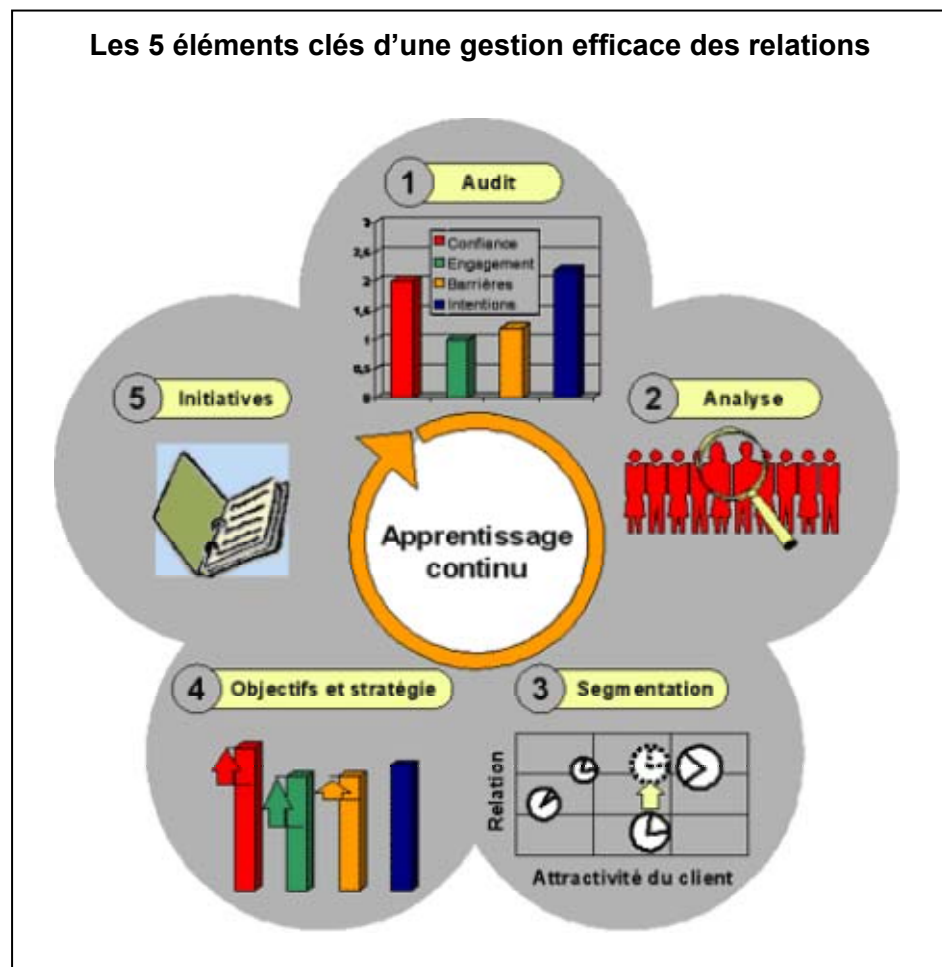 Les 5 éléments clés d'une gestion efficace des relations
1 Audit
3
2,5
2
1,5
1
0,5
0
Confiance
Engagement
Barrières
Intentions
2 Analyse
5 Initiatives
Apprentissage
continu
4 Objectifs et stratégie
3 Segmentation
Relation
Attractivité du client